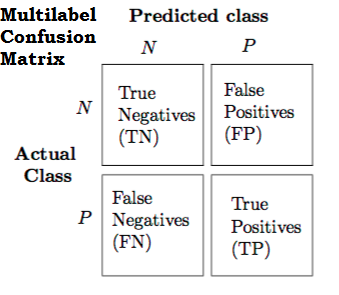 Multilabel
Confusion
Matrix
Predicted class
N P
N
True
Negatives
(TN)
False
Positives
(FP)
Actual
Class
P
False
Negatives
(FN)
True
Positives
(TP)